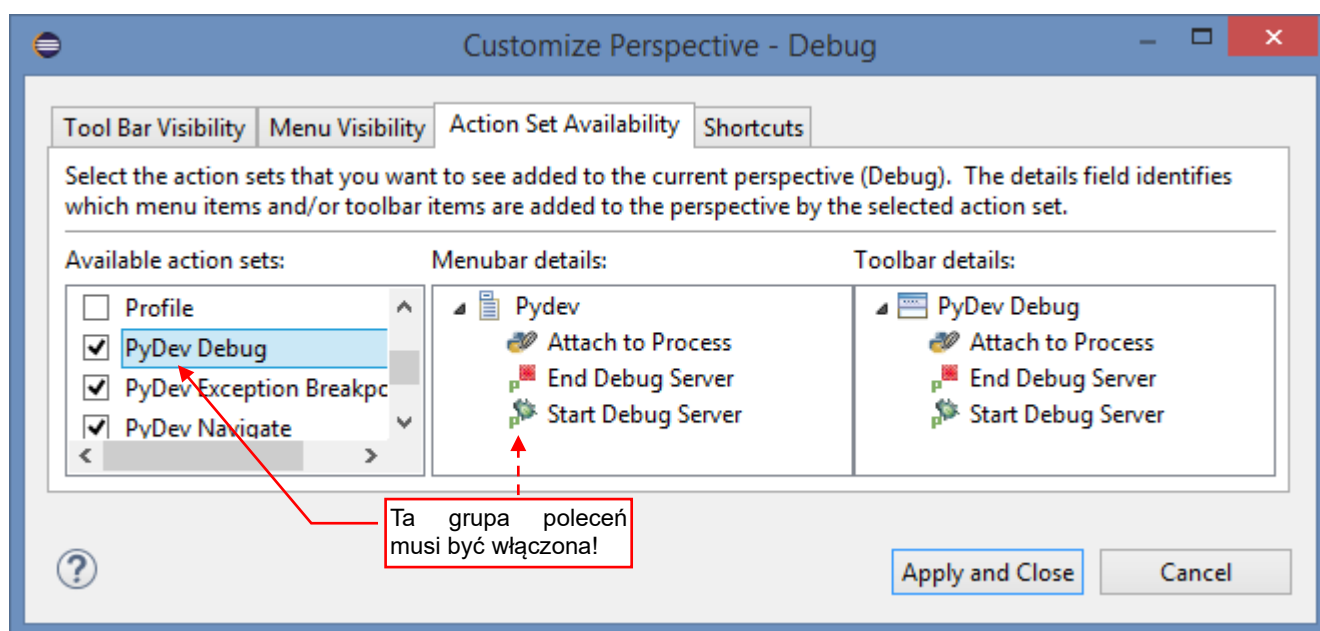 Customize Perspective - Debug
Tool Bar Visibility
Menu Visibility
Action Set Availability
Shortcuts
Select the action sets that you want to see added to the current perspective (Debug). The details field identifies
which menu items and/or toolbar items are added to the perspective by the selected action set.
Available action sets:
Menubar details:
Toolbar details:
Profile
PyDev Debug
PyDev Exception Breakpc
PyDev Navigate
Pydev
Attach to Process
End Debug Server
Start Debug Server
PyDev Debug
Attach to Process
End Debug Server
Start Debug Server
Ta grupa poleceń
musi być włączona!
Apply and Close
Cancel